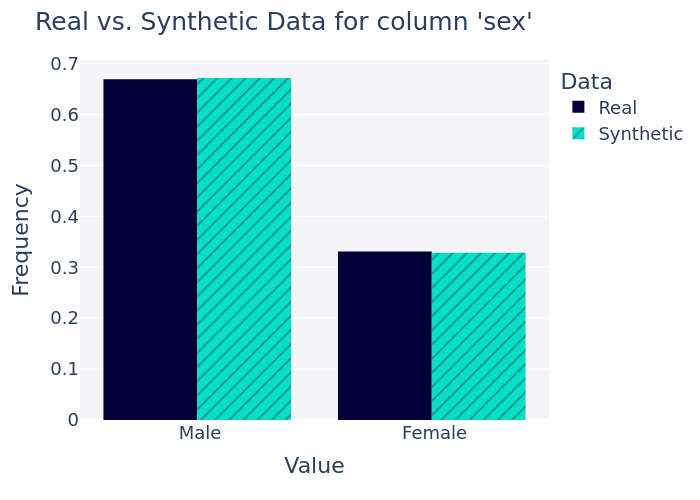 Real vs. Synthetic Data for column 'sex'
0.7
0.6
0.5
0.4
0.3
0.2
0.1
0
Frequency
Male
Female
Value
Data
Real
Synthetic